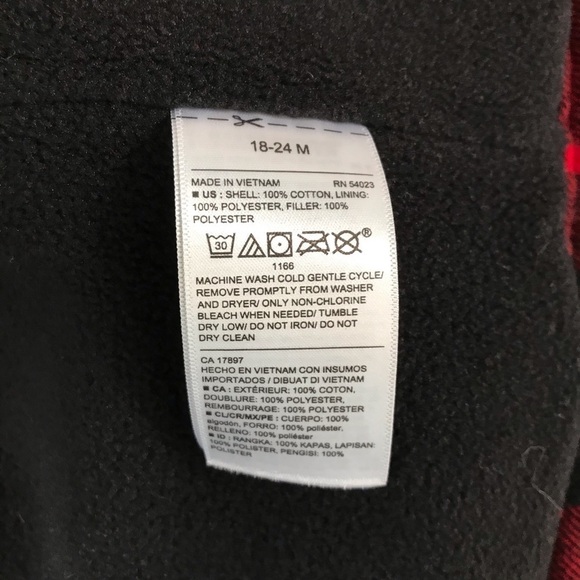 18-24 M
MADE IN VIETNAM RN 54023
■ US : SHELL: 100% COTTON, LINING:
100% POLYESTER, FILLER: 100%
POLYESTER
30 ®
1166
MACHINE WASH COLD GENTLE CYCLE/
REMOVE PROMPTLY FROM WASHER
AND DRYER/ ONLY NON-CHLORINE
BLEACH WHEN NEEDED/ TUMBLE
DRY LOW/ DO NOT IRON/ DO NOT
DRY CLEAN
CA 17897
HECHO EN VIETNAM CON INSUMOS
IMPORTADOS / DIBUAT DI VIETNAM
■ CA : EXTÉRIEUR: 100% COTON,
DOUBLURE: 100% POLYESTER,
REMBOURRAGE: 100% POLYESTER
■ CL/CR/MX/PE : CUERPO: 100%
algodón, FORRO: 100% poliéster,
RELLENO: 100% poliéster
■ ID : RANGKA: 100% KAPAS, LAPISAN:
100% POLISTER, PENGISI: 100%
POLISTER